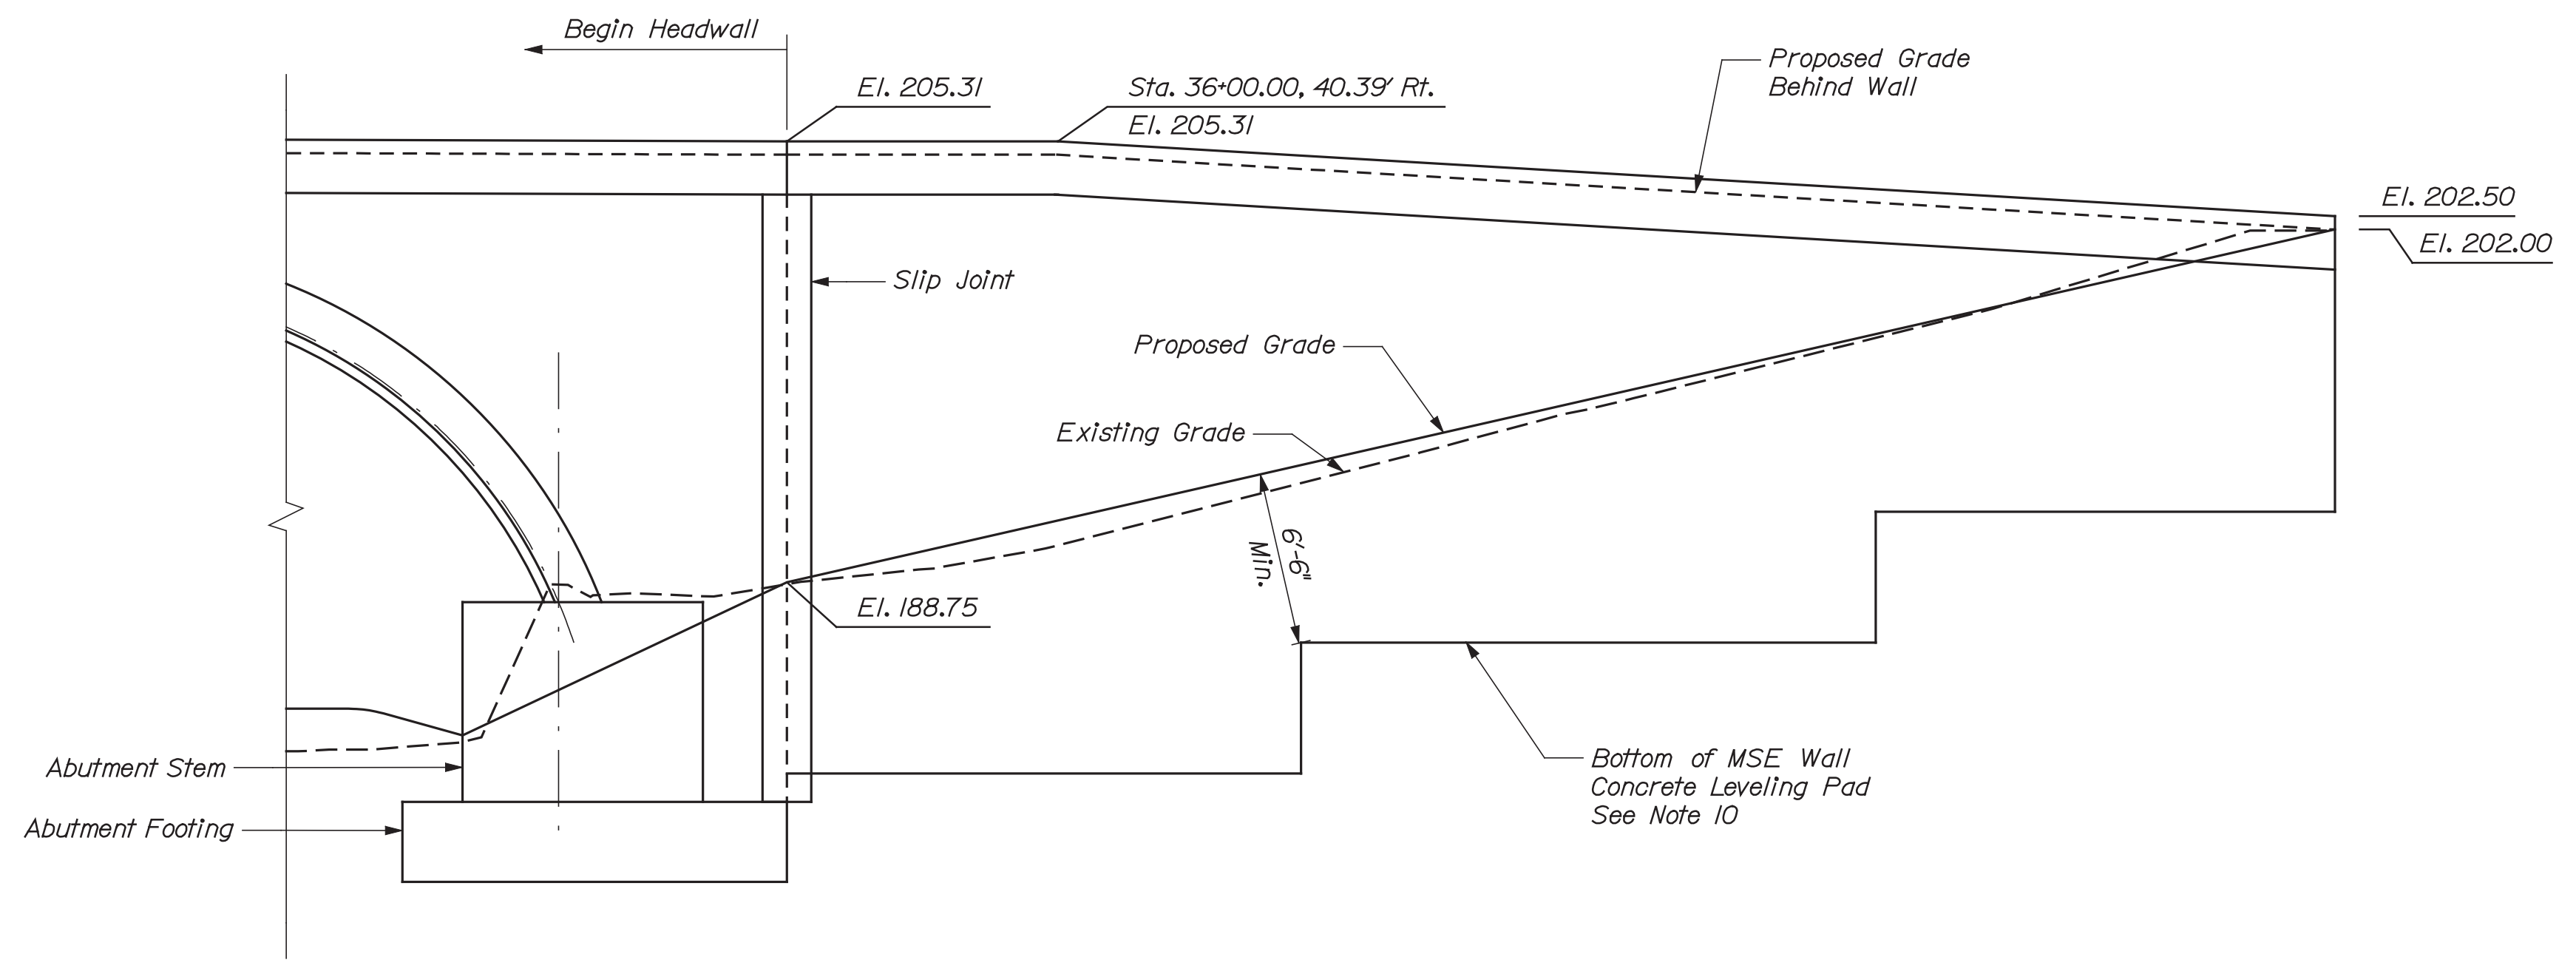 Begin Headwall
El. 205.31
Sta. 36+00.00, 40.39' Rt.
El. 205.31
Proposed Grade
Behind Wall
El. 202.50
El. 202.00
Slip Joint
Proposed Grade
Existing Grade
6'-6"
Min.
El. 188.75
Abutment Stem
Abutment Footing
Bottom of MSE Wall
Concrete Leveling Pad
See Note 10